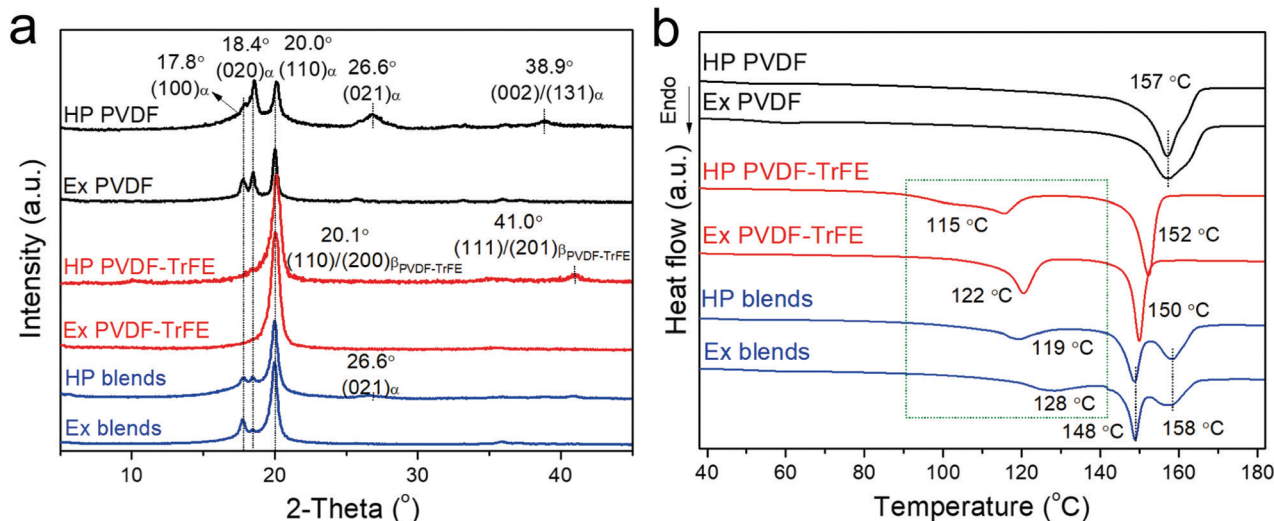 a
18.4°
(020)α
20.0°
(110)α
17.8°
(100)α
26.6°
(021)α
38.9°
(002)/(131)α
HP PVDF
Ex PVDF
20.1°
(110)/(200)βPVDF-TrFE
41.0°
(111)/(201)βPVDF-TrFE
HP PVDF-TrFE
Ex PVDF-TrFE
26.6°
(021)α
HP blends
Ex blends
Intensity (a.u.)
10
20
30
40
2-Theta (°)
b
HP PVDF
157 °C
Endo
Ex PVDF
HP PVDF-TrFE
115 °C
152 °C
Ex PVDF-TrFE
122 °C
150 °C
HP blends
119 °C
Ex blends
128 °C
148 °C
158 °C
Heat flow (a.u.)
40
60
80
100
120
140
160
180
Temperature (°C)